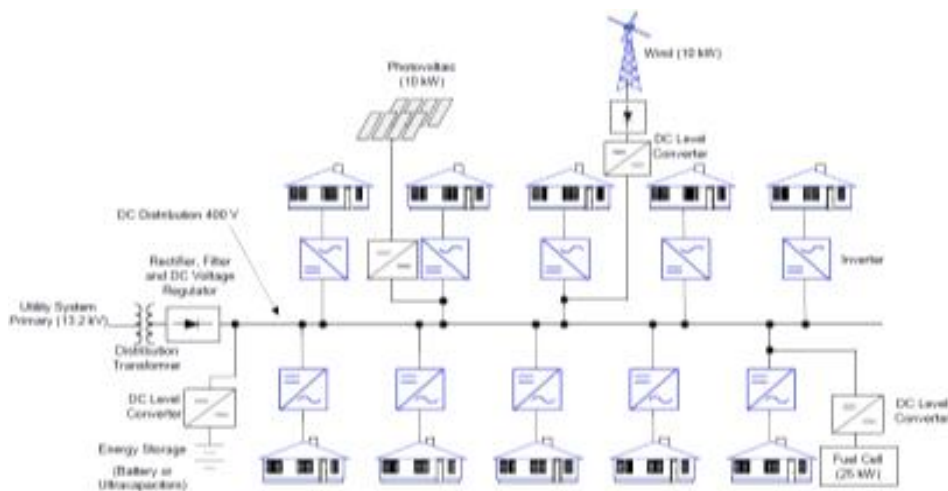 Photovoltaic
(10 kW)
Wind (10 kW)
DC Level
Converter
DC Distribution 400 V
Rectifier, Filter
and DC Voltage
Regulator
Inverter
Utility System
Primary (13.2 kV)
Distribution
Transformer
DC Level
Converter
DC Level
Converter
Energy Storage
(Battery or
Ultracapacitors)
Fuel Cell
(25 kW)